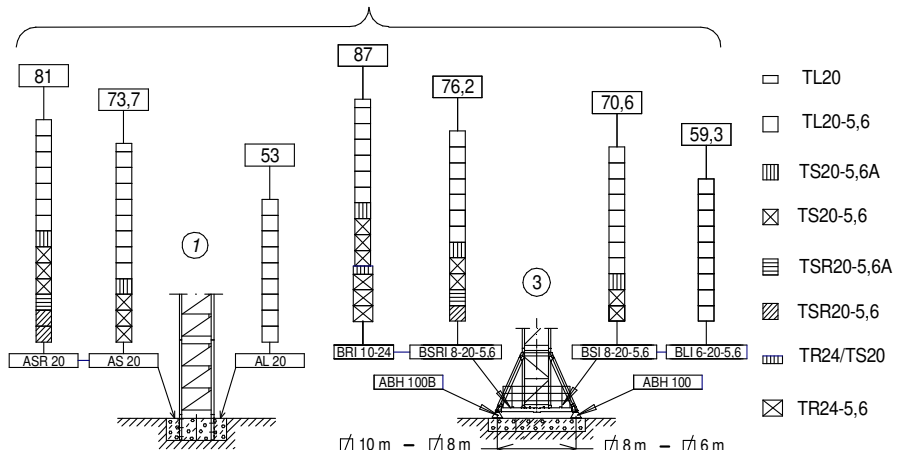 81
73,7
53
87
76,2
70,6
59,3
1
3
ASR 20
AS 20
AL 20
BRI 10-24
BSRI 8-20-5,6
BSI 8-20-5,6
BLI 6-20-5,6
ABH 100B
ABH 100
10 m – 8 m
8 m – 6 m
TL20
TL20-5,6
TS20-5,6A
TS20-5,6
TSR20-5,6A
TSR20-5,6
TR24/TS20
TR24-5,6